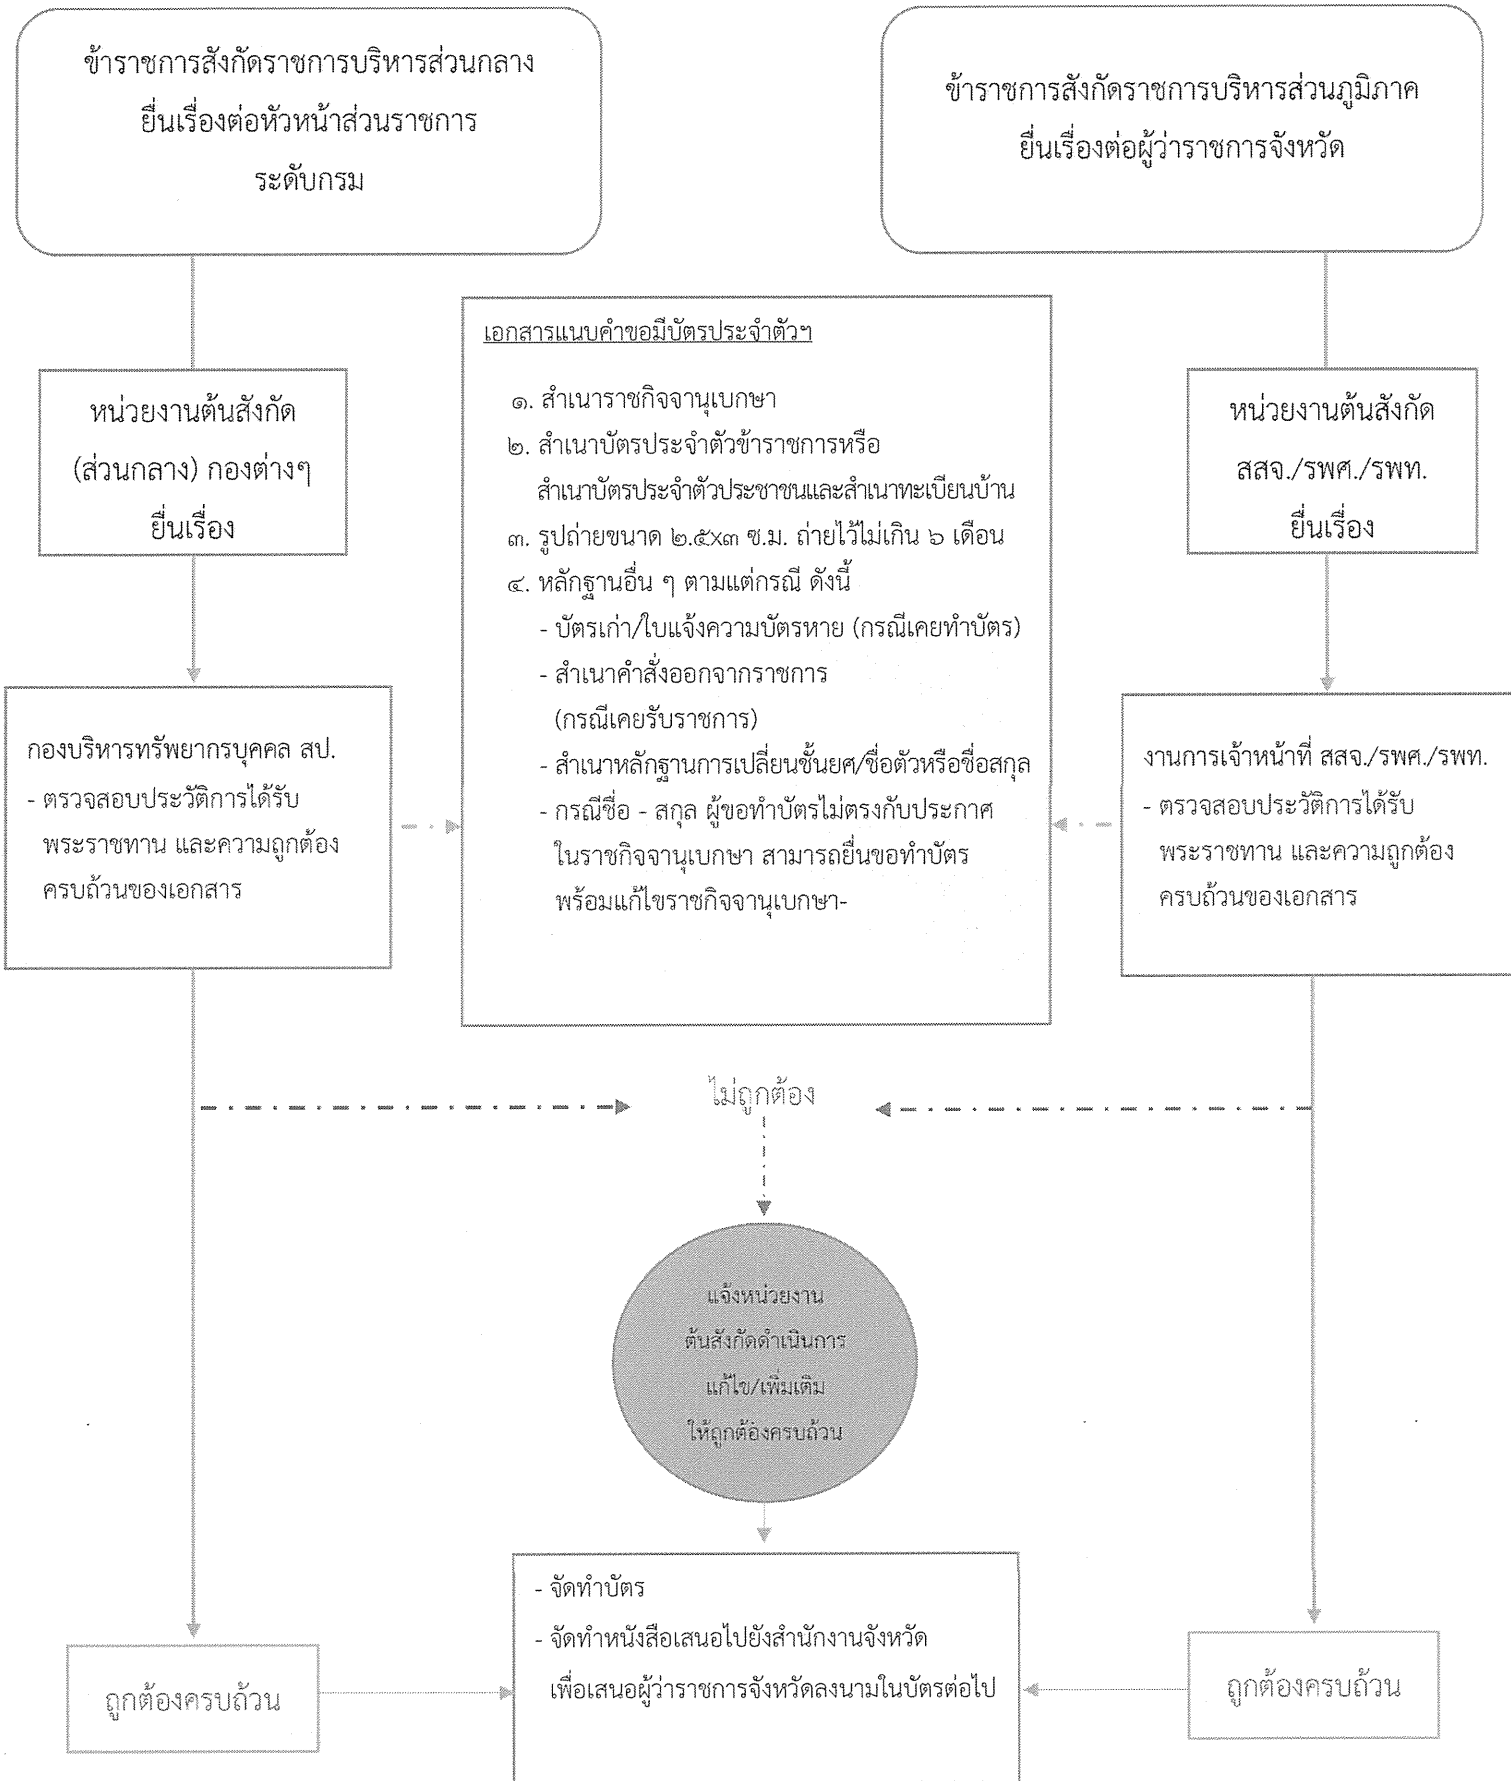 ข้าราชการสังกัดราชการบริหารส่วนกลาง
ยื่นเรื่องต่อหัวหน้าส่วนราชการ
ระดับกรม
ข้าราชการสังกัดราชการบริหารส่วนภูมิภาค
ยื่นเรื่องต่อผู้ว่าราชการจังหวัด
หน่วยงานต้นสังกัด
(ส่วนกลาง) กองต่างๆ
ยื่นเรื่อง
เอกสารแนบคำขอมีบัตรประจำตัวฯ
๑. สำเนาราชกิจจานุเบกษา
๒. สำเนาบัตรประจำตัวข้าราชการหรือ
สำเนาบัตรประจำตัวประชาชนและสำเนาทะเบียนบ้าน
๓. รูปถ่ายขนาด ๒.๕x๓ ซ.ม. ถ่ายไว้ไม่เกิน ๖ เดือน
๔. หลักฐานอื่น ๆ ตามแต่กรณี ดังนี้
- บัตรเก่า/ใบแจ้งความบัตรหาย (กรณีเคยทำบัตร)
- สำเนาคำสั่งออกจากราชการ
(กรณีเคยรับราชการ)
- สำเนาหลักฐานการเปลี่ยนชั้นยศ/ชื่อตัวหรือชื่อสกุล
- กรณีชื่อ - สกุล ผู้ขอทำบัตรไม่ตรงกับประกาศ
ในราชกิจจานุเบกษา สามารถยื่นขอทำบัตร
พร้อมแก้ไขราชกิจจานุเบกษา-
หน่วยงานต้นสังกัด
สสจ./รพศ./รพท.
ยื่นเรื่อง
กองบริหารทรัพยากรบุคคล สป.
- ตรวจสอบประวัติการได้รับ
พระราชทาน และความถูกต้อง
ครบถ้วนของเอกสาร
งานการเจ้าหน้าที่ สสจ./รพศ./รพท.
- ตรวจสอบประวัติการได้รับ
พระราชทาน และความถูกต้อง
ครบถ้วนของเอกสาร
ไม่ถูกต้อง
แจ้งหน่วยงาน
ต้นสังกัดดำเนินการ
แก้ไข/เพิ่มเติม
ให้ถูกต้องครบถ้วน
ถูกต้องครบถ้วน
- จัดทำบัตร
- จัดทำหนังสือเสนอไปยังสำนักงานจังหวัด
เพื่อเสนอผู้ว่าราชการจังหวัดลงนามในบัตรต่อไป
ถูกต้องครบถ้วน